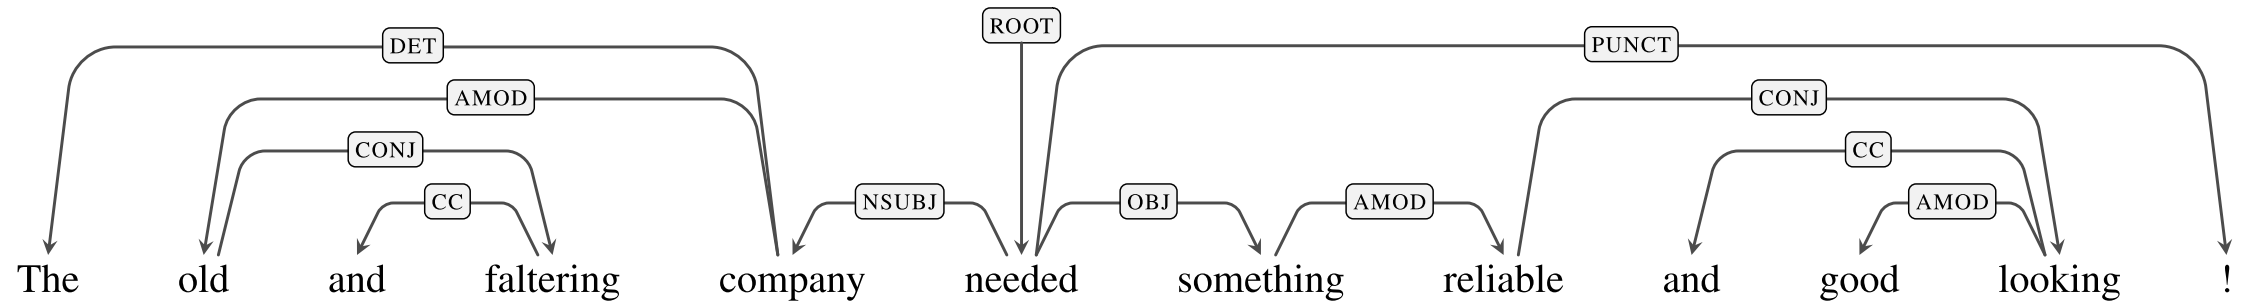 ROOT
DET PUNCT
AMOD CONJ
CONJ CC
CC NSUBJ OBJ AMOD AMOD
The old and faltering company needed something reliable and good looking !